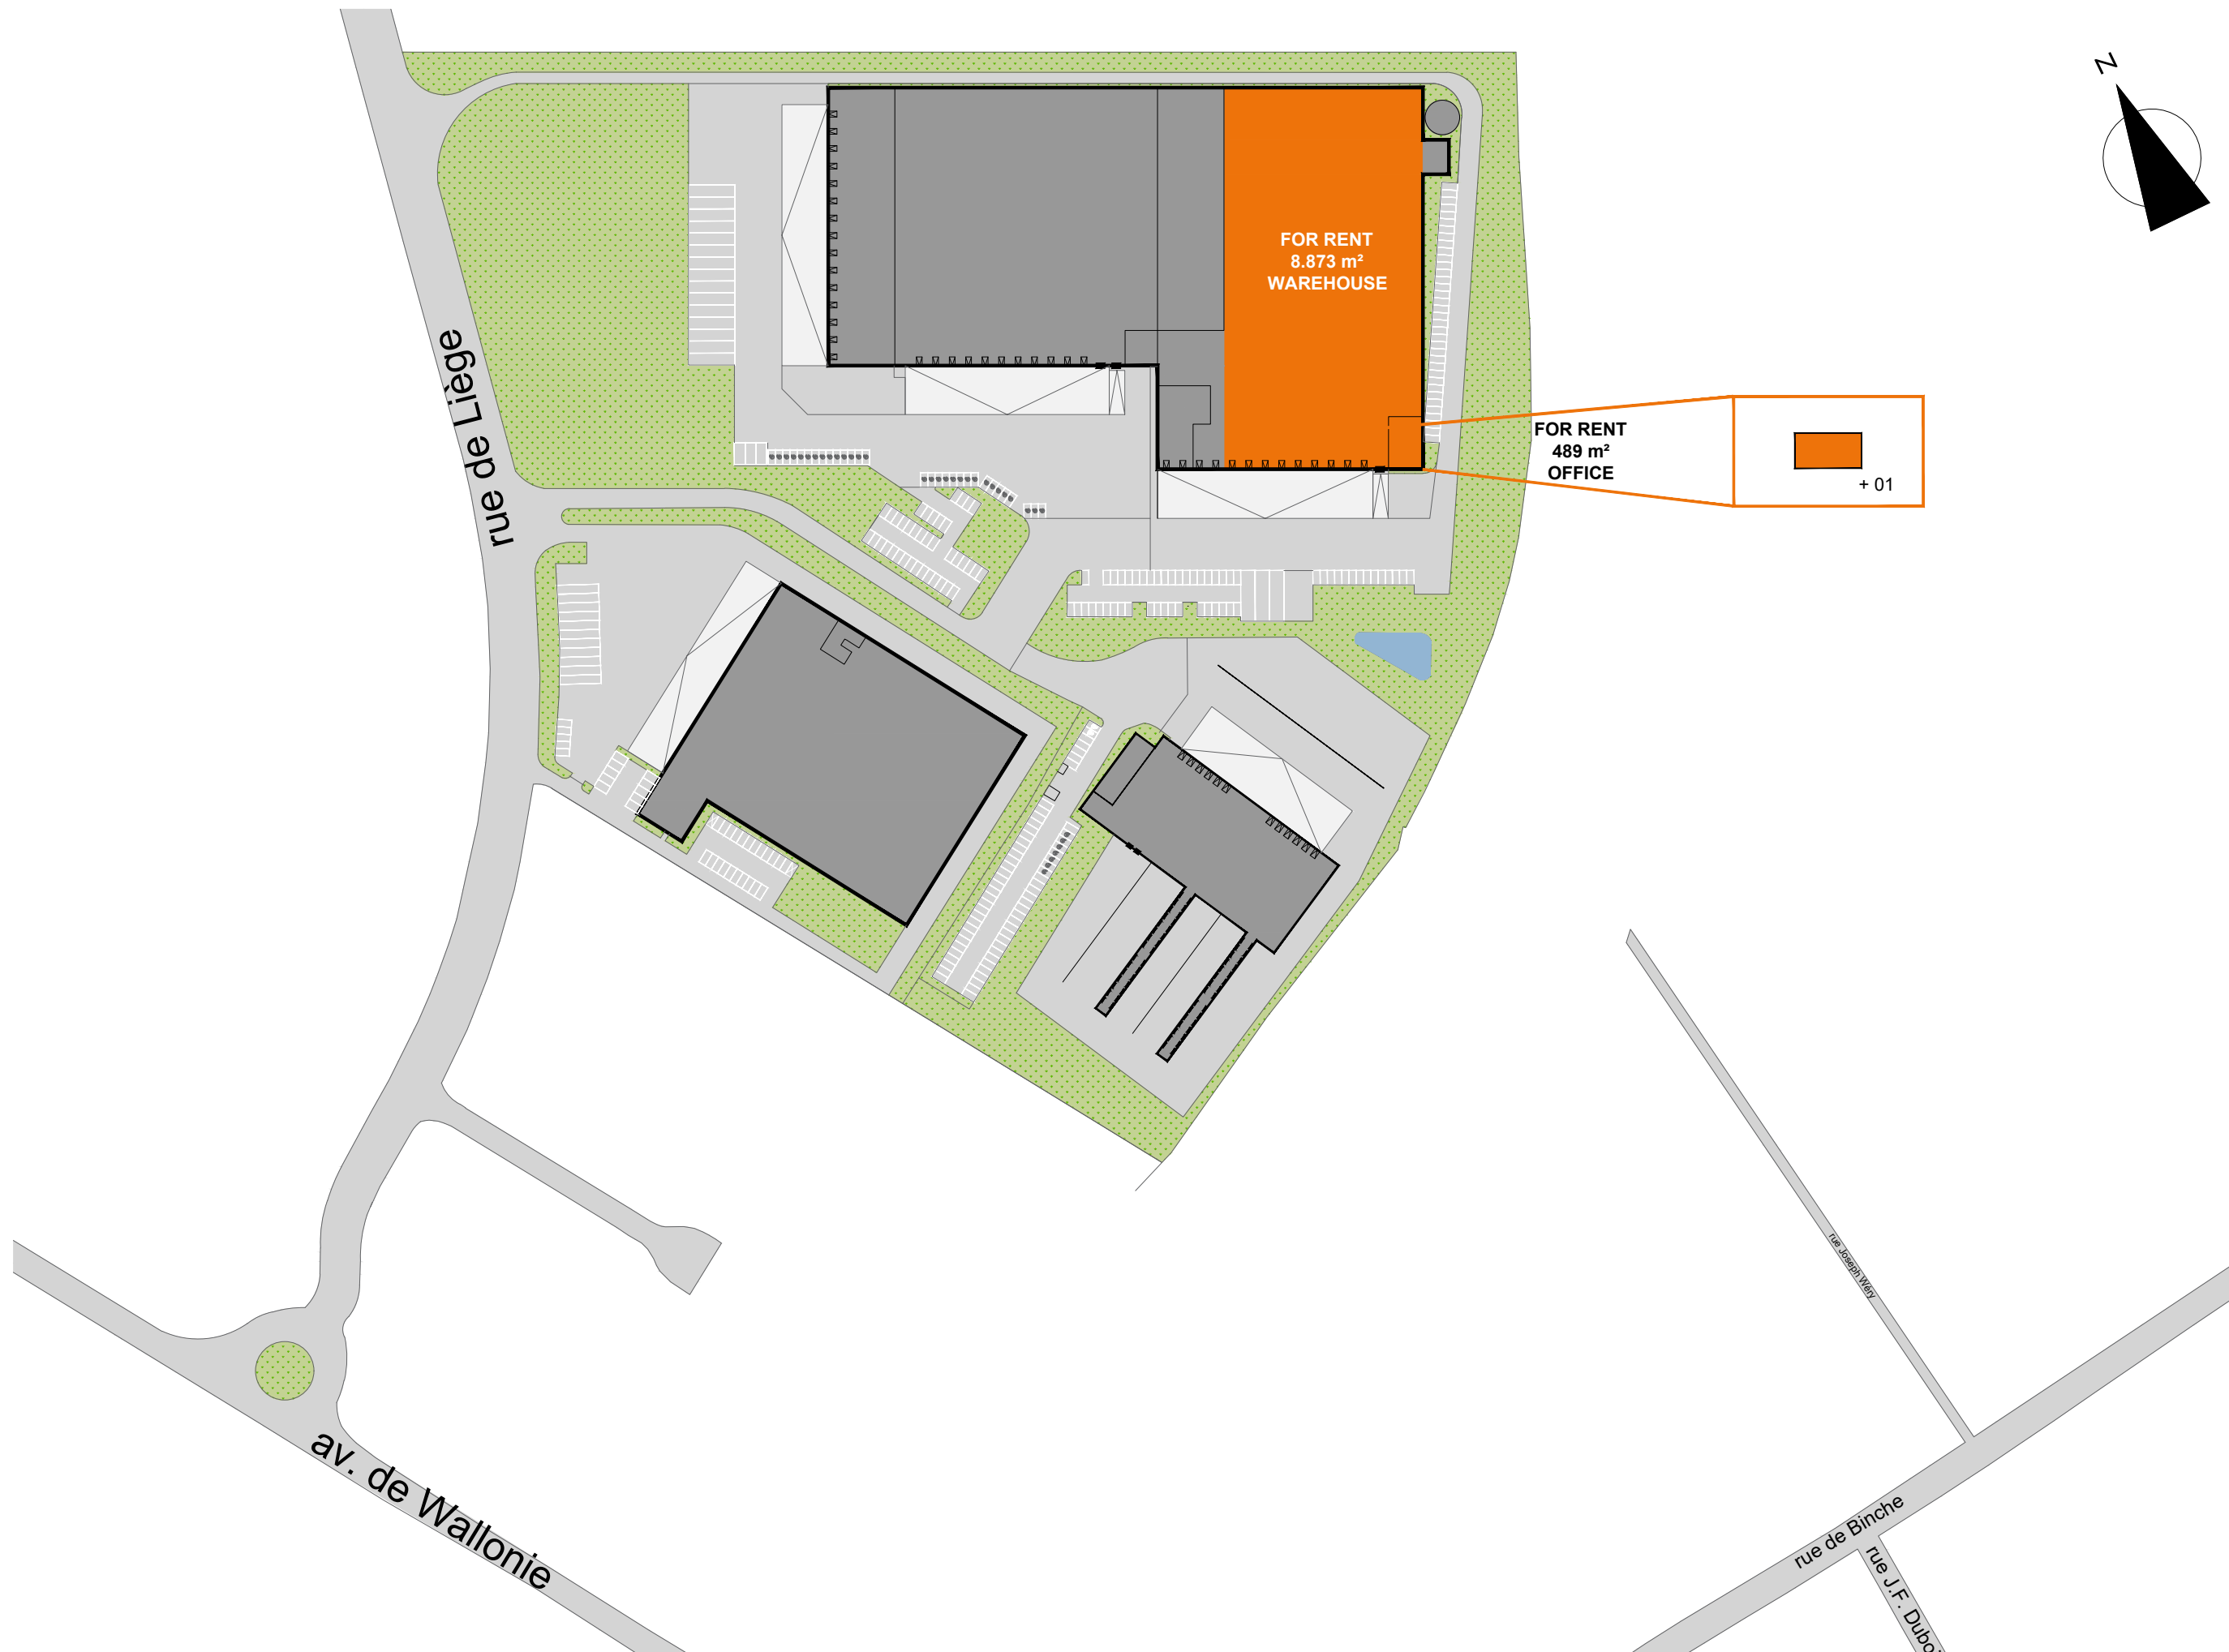 N
FOR RENT
8.873 m²
WAREHOUSE
rue de Liège
FOR RENT
489 m²
OFFICE
+ 01
rue Joseph Wéry
av. de Wallonie
rue de Binche
rue J.F.